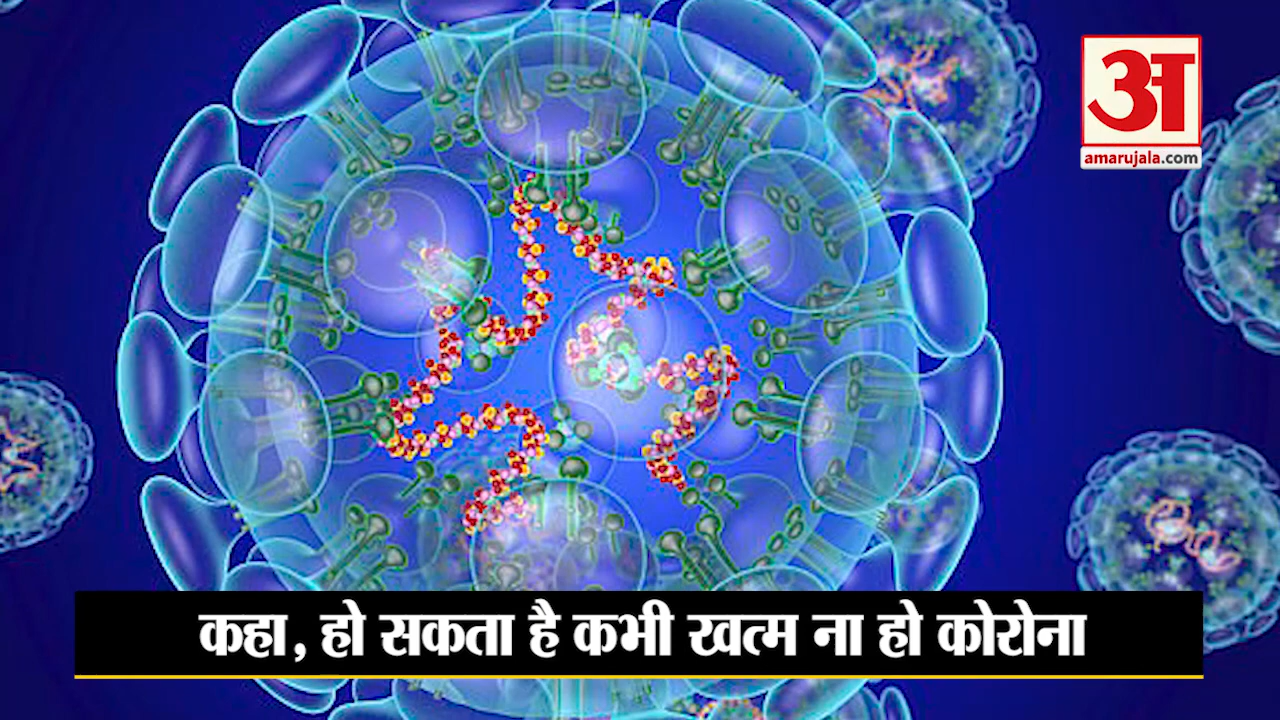 अ
amarujala.com
कहा, हो सकता है कभी खत्म ना हो कोरोना